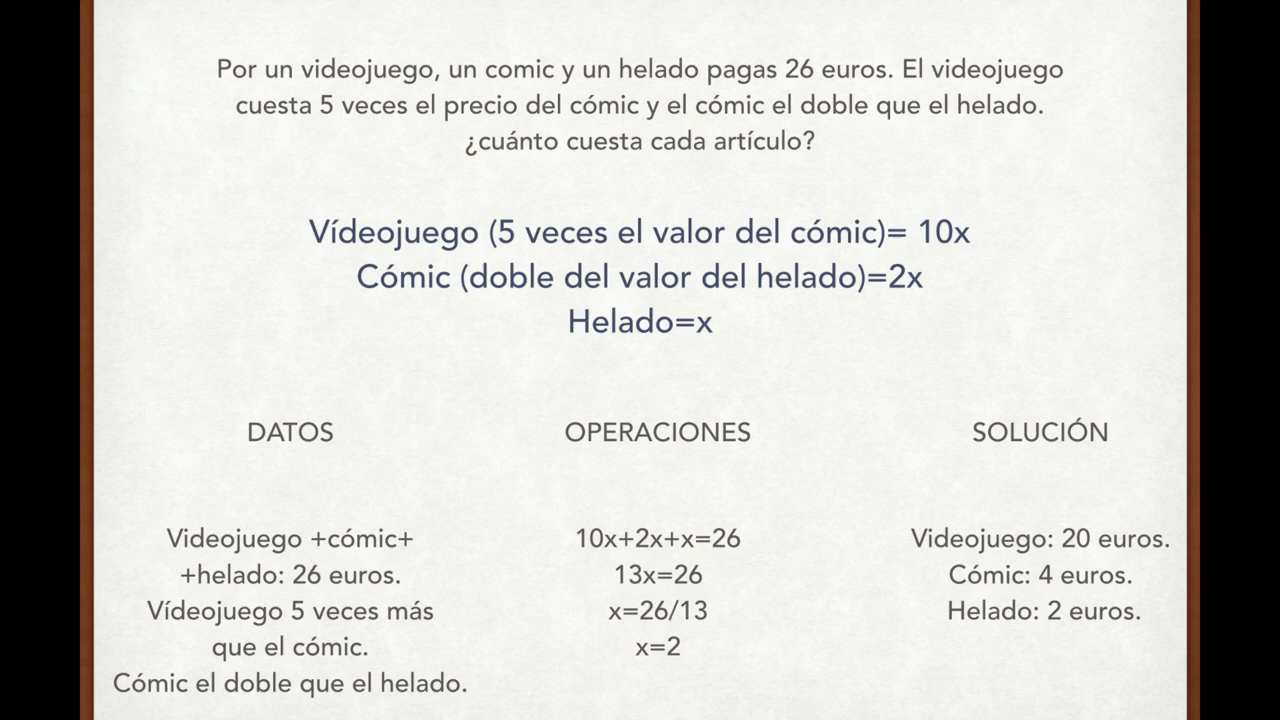 Por un videojuego, un comic y un helado pagas 26 euros. El videojuego
cuesta 5 veces el precio del cómic y el cómic el doble que el helado.
¿cuánto cuesta cada artículo?
Vídeojuego (5 veces el valor del cómic)= 10x
Cómic (doble del valor del helado)=2x
Helado=x
DATOS
Videojuego +cómic+
+helado: 26 euros.
Vídeojuego 5 veces más
que el cómic.
Cómic el doble que el helado.
OPERACIONES
10x+2x+x=26
13x=26
x=26/13
x=2
SOLUCIÓN
Videojuego: 20 euros.
Cómic: 4 euros.
Helado: 2 euros.